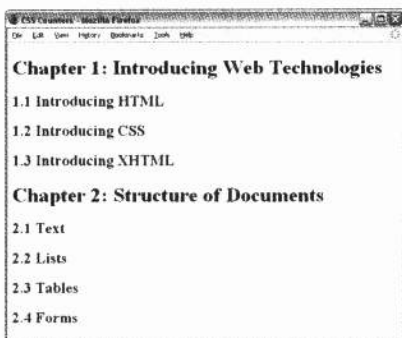 CSS Counters - Mozilla Firefox
File Edit View History Bookmarks Tools Help
Chapter 1: Introducing Web Technologies
1.1 Introducing HTML
1.2 Introducing CSS
1.3 Introducing XHTML
Chapter 2: Structure of Documents
2.1 Text
2.2 Lists
2.3 Tables
2.4 Forms